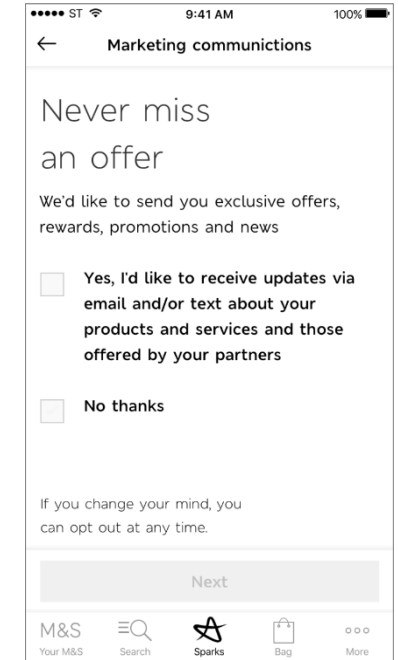 ST 9:41 AM 100%
Marketing communictions
Never miss
an offer
We'd like to send you exclusive offers,
rewards, promotions and news
Yes, I'd like to receive updates via
email and/or text about your
products and services and those
offered by your partners
No thanks
If you change your mind, you
can opt out at any time.
Next
M&S
Your M&S Search Sparks Bag More